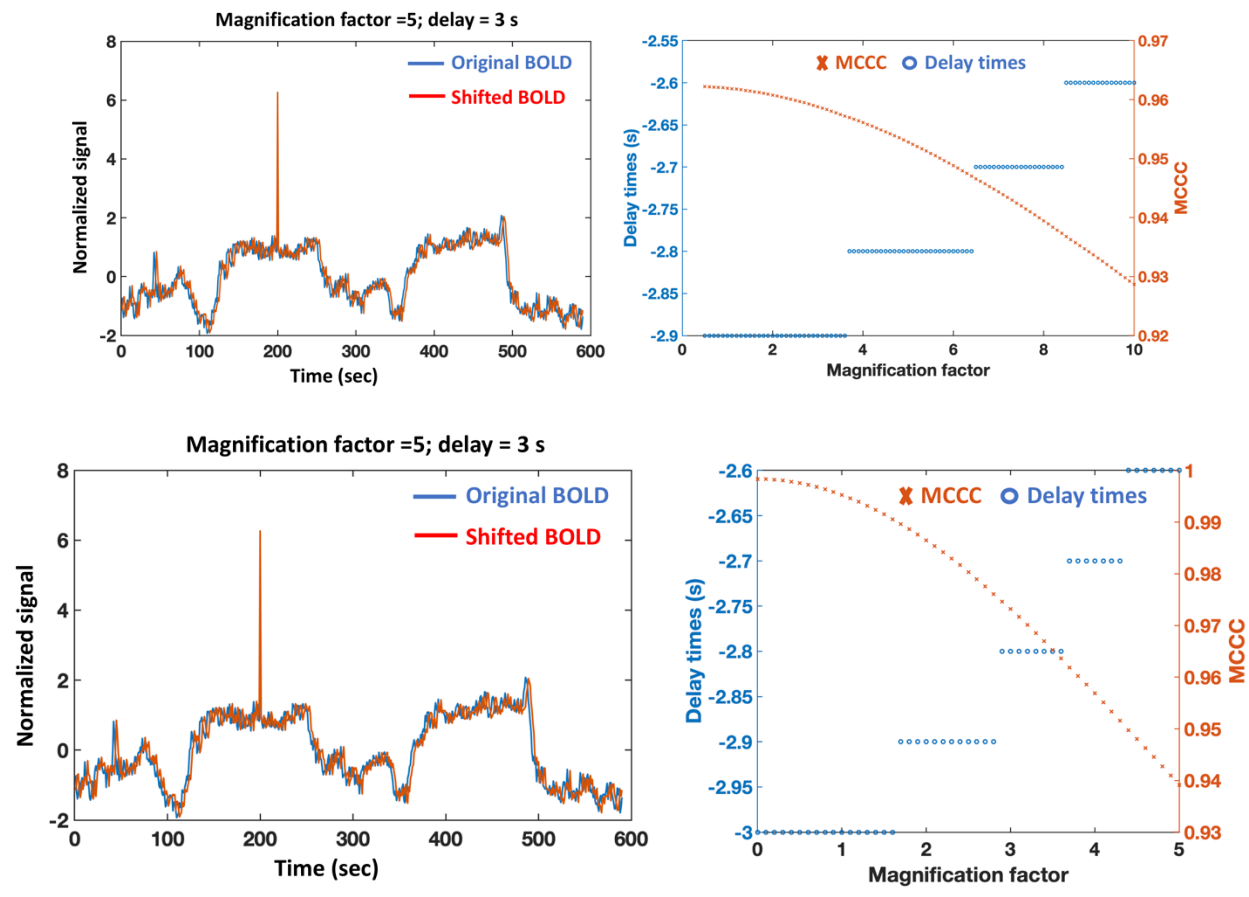 Magnification factor =5; delay = 3 s
8
6
4
2
0
-2
Normalized signal
Original BOLD
Shifted BOLD
0 100 200 300 400 500 600
Time (sec)
-2.55
-2.6
-2.65
-2.7
-2.75
-2.8
-2.85
-2.9
Delay times (s)
MCCC Delay times
0.97
0.96
0.95
0.94
0.93
0.92
MCCC
0 2 4 6 8 10
Magnification factor
Magnification factor =5; delay = 3 s
8
6
4
2
0
-2
Normalized signal
Original BOLD
Shifted BOLD
0 100 200 300 400 500 600
Time (sec)
-2.6
-2.65
-2.7
-2.75
-2.8
-2.85
-2.9
-2.95
-3
Delay times (s)
MCCC Delay times
1
0.99
0.98
0.97
0.96
0.95
0.94
0.93
MCCC
0 1 2 3 4 5
Magnification factor